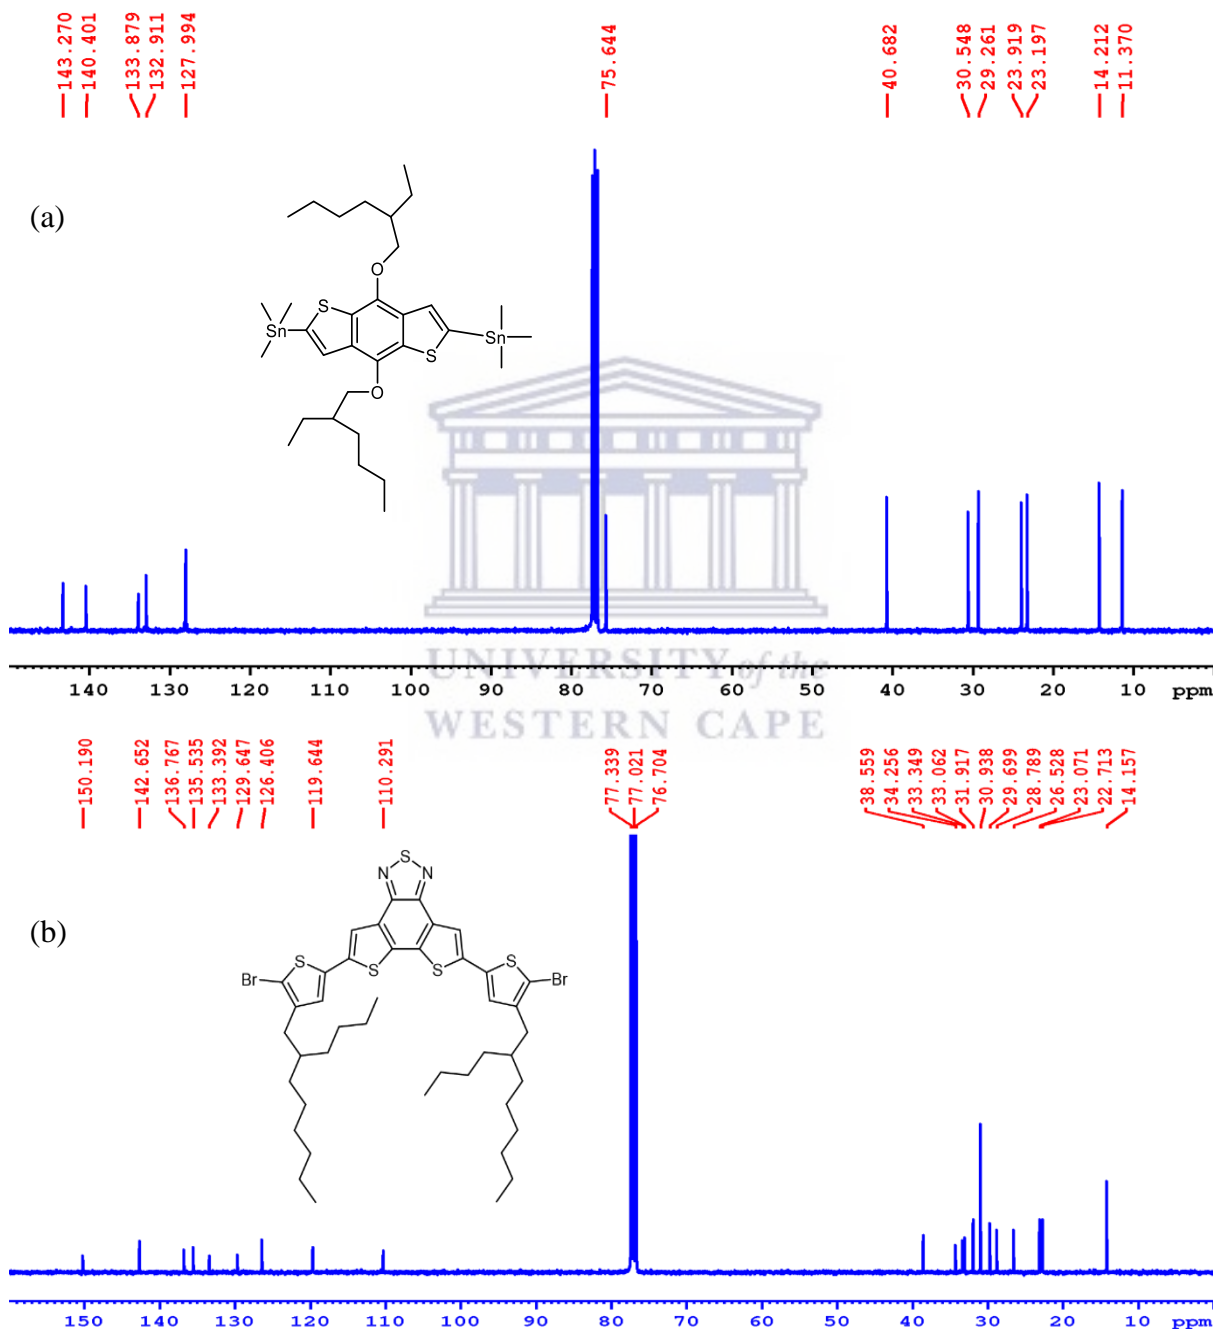 143.270
140.401
133.879
132.911
127.994
75.644
40.682
30.548
29.261
23.919
23.197
14.212
11.370
(a)
O
S
Sn
Sn
S
O
140 130 120 110 100 90 80 70 60 50 40 30 20 10 ppm
UNIVERSITY of the
WESTERN CAPE
150.190
142.652
136.767
135.535
133.392
129.647
126.406
119.644
110.291
77.339
77.021
76.704
38.559
34.256
33.349
33.062
31.917
30.938
29.699
28.789
26.528
23.071
22.713
14.157
(b)
S
N N
Br S S S S Br
150 140 130 120 110 100 90 80 70 60 50 40 30 20 10 ppm